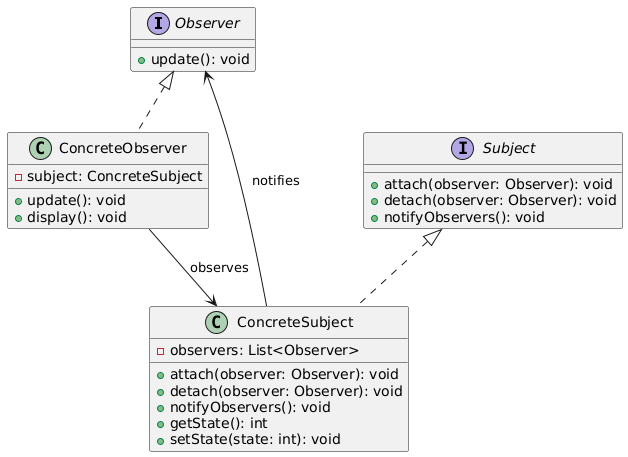 I Observer
update(): void
C ConcreteObserver
subject: ConcreteSubject
update(): void
display(): void
notifies
I Subject
attach(observer: Observer): void
detach(observer: Observer): void
notifyObservers(): void
observes
C ConcreteSubject
observers: List<Observer>
attach(observer: Observer): void
detach(observer: Observer): void
notifyObservers(): void
getState(): int
setState(state: int): void